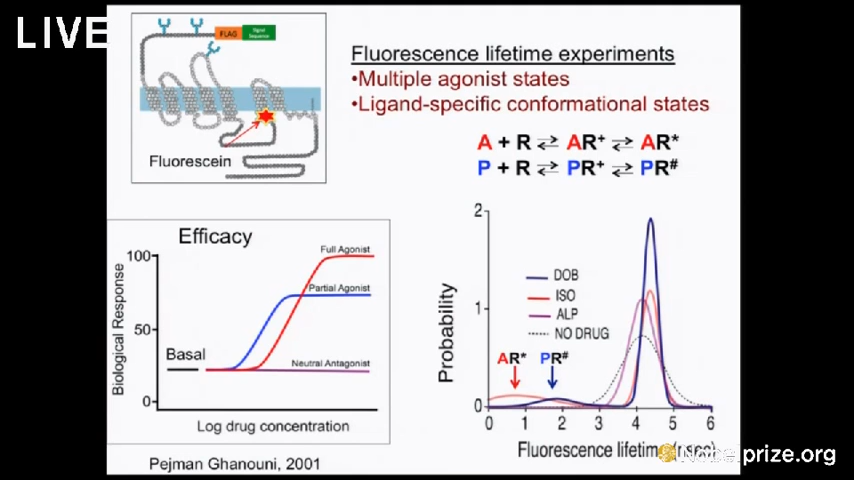 LIVE
FLAG
Signal
Sequence
Fluorescein
Fluorescence lifetime experiments
•Multiple agonist states
•Ligand-specific conformational states
A + R ⇌ AR⁺ ⇌ AR*
P + R ⇌ PR⁺ ⇌ PR#
Efficacy
Full Agonist
Partial Agonist
Neutral Antagonist
Basal
100
50
0
Biological Response
Log drug concentration
Pejman Ghanouni, 2001
2
1
0
Probability
DOB
ISO
ALP
NO DRUG
AR*
PR#
0 1 2 3 4 5 6
Fluorescence lifetime
prize.org